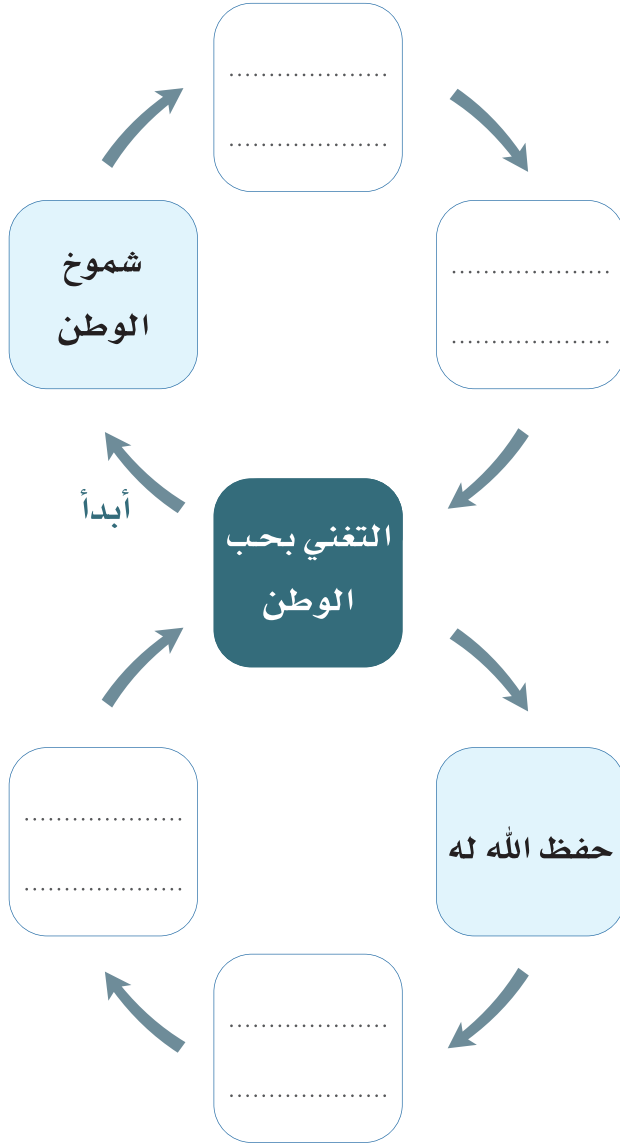 شموخ
الوطن
أبدأ
التغني بحب
الوطن
حفظ الله له